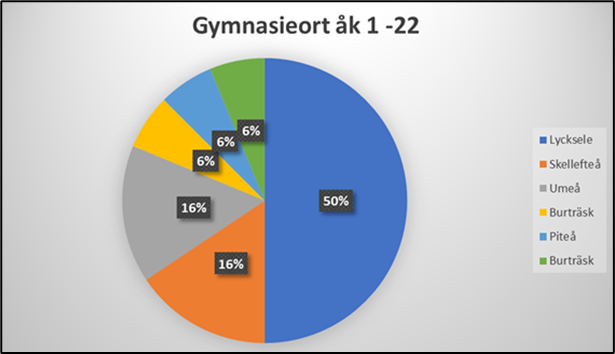 Gymnasieort åk 1 -22
6%
6%
6%
16%
50%
16%
Lycksele
Skellefteå
Umeå
Burträsk
Piteå
Burträsk